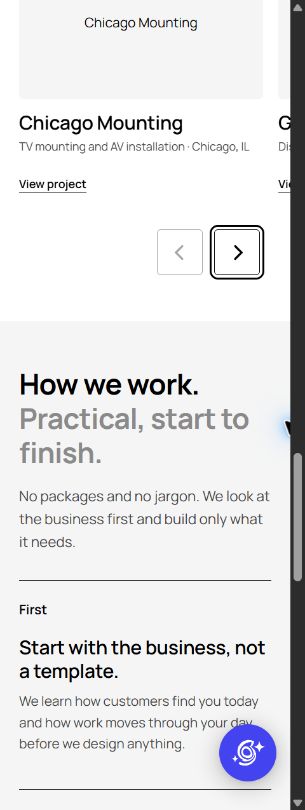 Chicago Mounting
Chicago Mounting
TV mounting and AV installation · Chicago, IL
View project
How we work.
Practical, start to
finish.
No packages and no jargon. We look at
the business first and build only what
it needs.
First
Start with the business, not
a template.
We learn how customers find you today
and how work moves through your day
before we design anything.